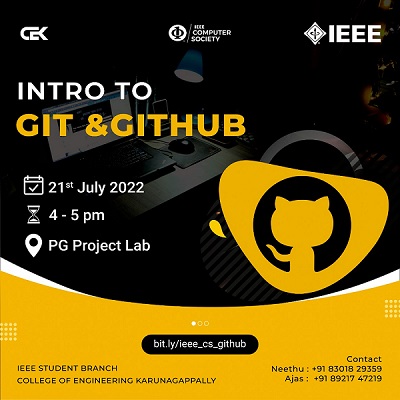 CEK
IEEE
COMPUTER
SOCIETY
IEEE
INTRO TO
GIT &GITHUB
21st July 2022
4 - 5 pm
PG Project Lab
bit.ly/ieee_cs_github
IEEE STUDENT BRANCH
COLLEGE OF ENGINEERING KARUNAGAPPALLY
Contact
Neethu : +91 83018 29359
Ajas : +91 89217 47219